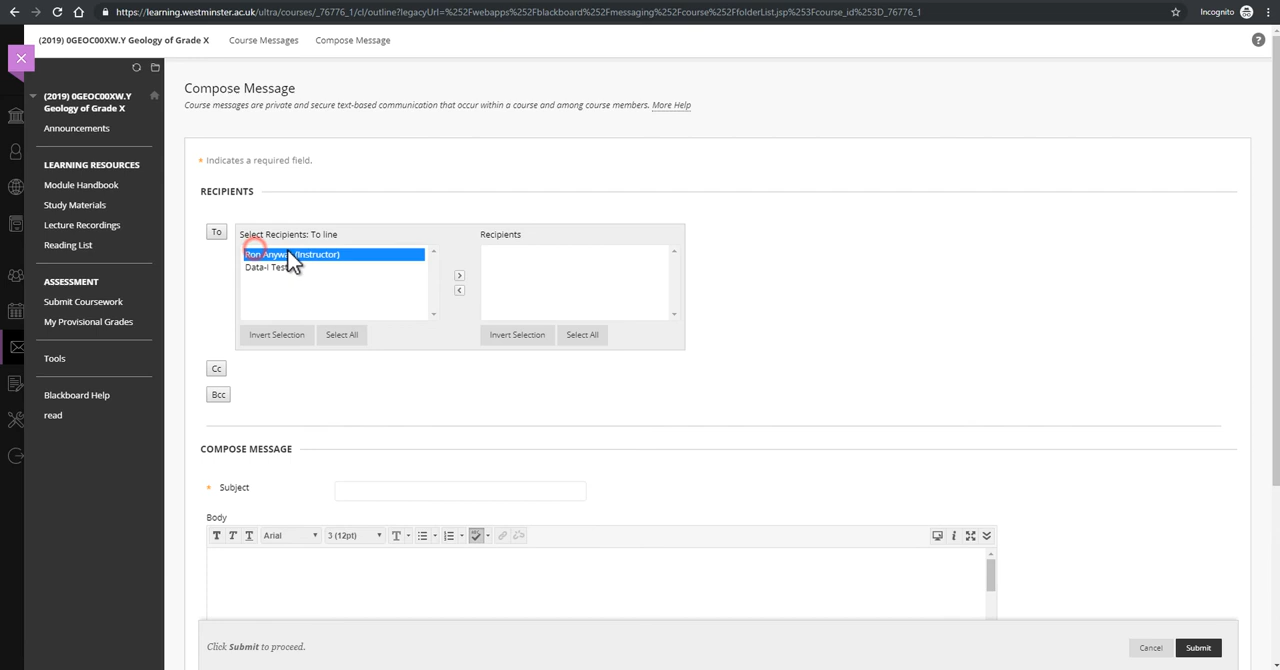 https://learning.westminster.ac.uk/ultra/courses/_76776_1/cl/outline?legacyUrl=%252Fwebapps%252Fblackboard%252Fmessaging%252Fcourse%252FfolderList.jsp%253Fcourse_id%253D_76776_1
Incognito
(2019) 0GEOC00XW.Y Geology of Grade X Course Messages Compose Message
(2019) 0GEOC00XW.Y
Geology of Grade X
Announcements
LEARNING RESOURCES
Module Handbook
Study Materials
Lecture Recordings
Reading List
ASSESSMENT
Submit Coursework
My Provisional Grades
Tools
Blackboard Help
read
Compose Message
Course messages are private and secure text-based communication that occur within a course and among course members. More Help
* Indicates a required field.
RECIPIENTS
To
Select Recipients: To line
Recipients
Ron (Instructor)
Data-I
Invert Selection Select All
Invert Selection Select All
Cc
Bcc
COMPOSE MESSAGE
* Subject
Body
T T T Arial 3 (12pt) T
Click Submit to proceed.
Cancel Submit